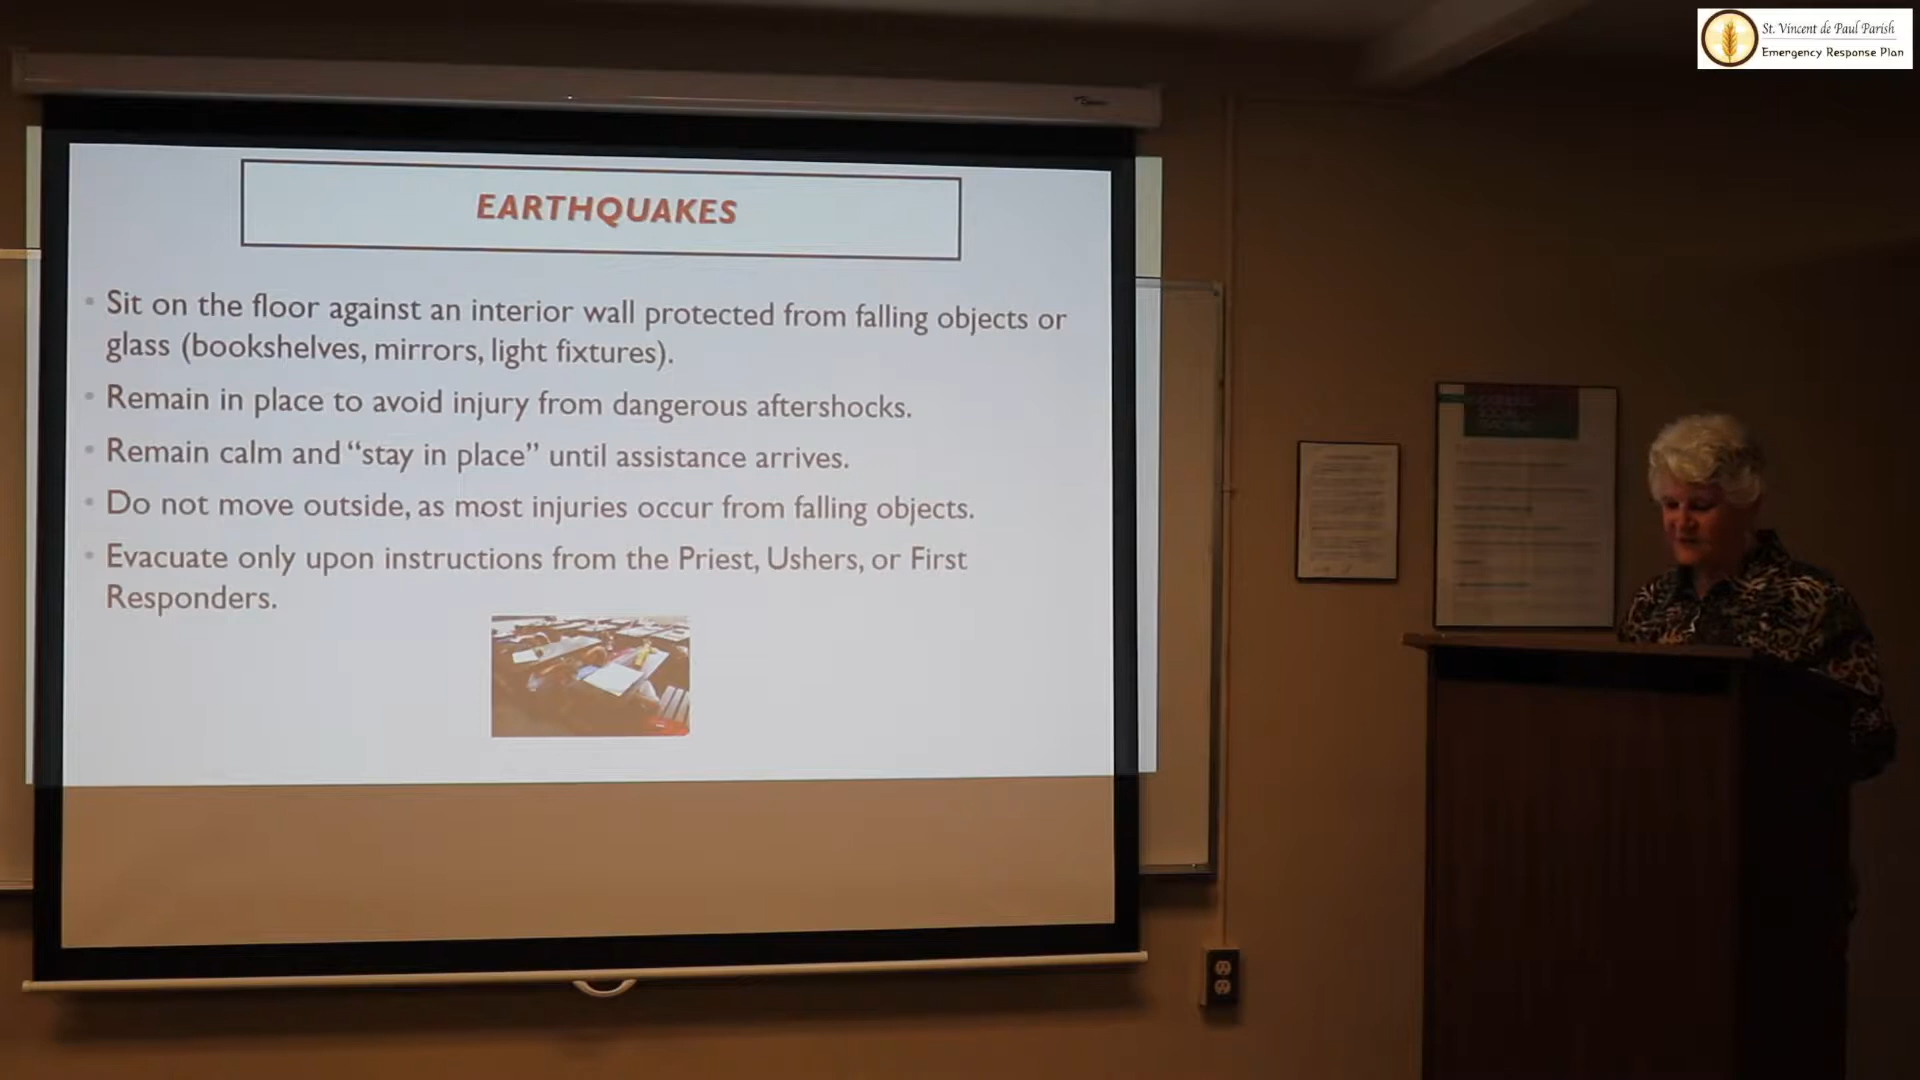 St. Vincent de Paul Parish
Emergency Response Plan
EARTHQUAKES
• Sit on the floor against an interior wall protected from falling objects or
glass (bookshelves, mirrors, light fixtures).
• Remain in place to avoid injury from dangerous aftershocks.
• Remain calm and “stay in place” until assistance arrives.
• Do not move outside, as most injuries occur from falling objects.
• Evacuate only upon instructions from the Priest, Ushers, or First
Responders.